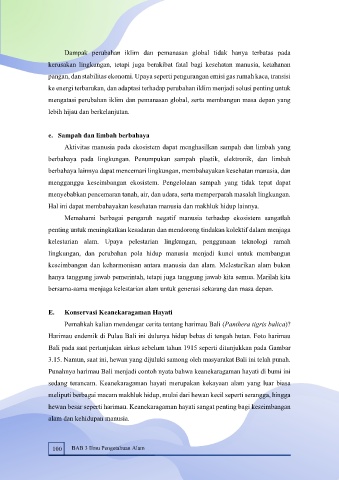 Dampak perubahan iklim dan pemanasan global tidak hanya terbatas pada
kerusakan lingkungan, tetapi juga berakibat fatal bagi kesehatan manusia, ketahanan
pangan, dan stabilitas ekonomi. Upaya seperti pengurangan emisi gas rumah kaca, transisi
ke energi terbarukan, dan adaptasi terhadap perubahan iklim menjadi solusi penting untuk
mengatasi perubahan iklim dan pemanasan global, serta membangun masa depan yang
lebih hijau dan berkelanjutan.
e. Sampah dan limbah berbahaya
Aktivitas manusia pada ekosistem dapat menghasilkan sampah dan limbah yang
berbahaya pada lingkungan. Penumpukan sampah plastik, elektronik, dan limbah
berbahaya lainnya dapat mencemari lingkungan, membahayakan kesehatan manusia, dan
mengganggu keseimbangan ekosistem. Pengelolaan sampah yang tidak tepat dapat
menyebabkan pencemaran tanah, air, dan udara, serta memperparah masalah lingkungan.
Hal ini dapat membahayakan kesehatan manusia dan makhluk hidup lainnya.
Memahami berbagai pengaruh negatif manusia terhadap ekosistem sangatlah
penting untuk meningkatkan kesadaran dan mendorong tindakan kolektif dalam menjaga
kelestarian alam. Upaya pelestarian lingkungan, penggunaan teknologi ramah
lingkungan, dan perubahan pola hidup manusia menjadi kunci untuk membangun
keseimbangan dan keharmonisan antara manusia dan alam. Melestarikan alam bukan
hanya tanggung jawab pemerintah, tetapi juga tanggung jawab kita semua. Marilah kita
bersama-sama menjaga kelestarian alam untuk generasi sekarang dan masa depan.
E. Konservasi Keanekaragaman Hayati
Pernahkah kalian mendengar cerita tentang harimau Bali (Panthera tigris balica)?
Harimau endemik di Pulau Bali ini dulunya hidup bebas di tengah hutan. Foto harimau
Bali pada saat pertunjukan sirkus sebelum tahun 1915 seperti ditunjukkan pada Gambar
3.15. Namun, saat ini, hewan yang dijuluki samong oleh masyarakat Bali ini telah punah.
Punahnya harimau Bali menjadi contoh nyata bahwa keanekaragaman hayati di bumi ini
sedang terancam. Keanekaragaman hayati merupakan kekayaan alam yang luar biasa
meliputi berbagai macam makhluk hidup, mulai dari hewan kecil seperti serangga, hingga
hewan besar seperti harimau. Keanekaragaman hayati sangat penting bagi keseimbangan
alam dan kehidupan manusia.
100 BAB 3 Ilmu Pengetahuan Alam